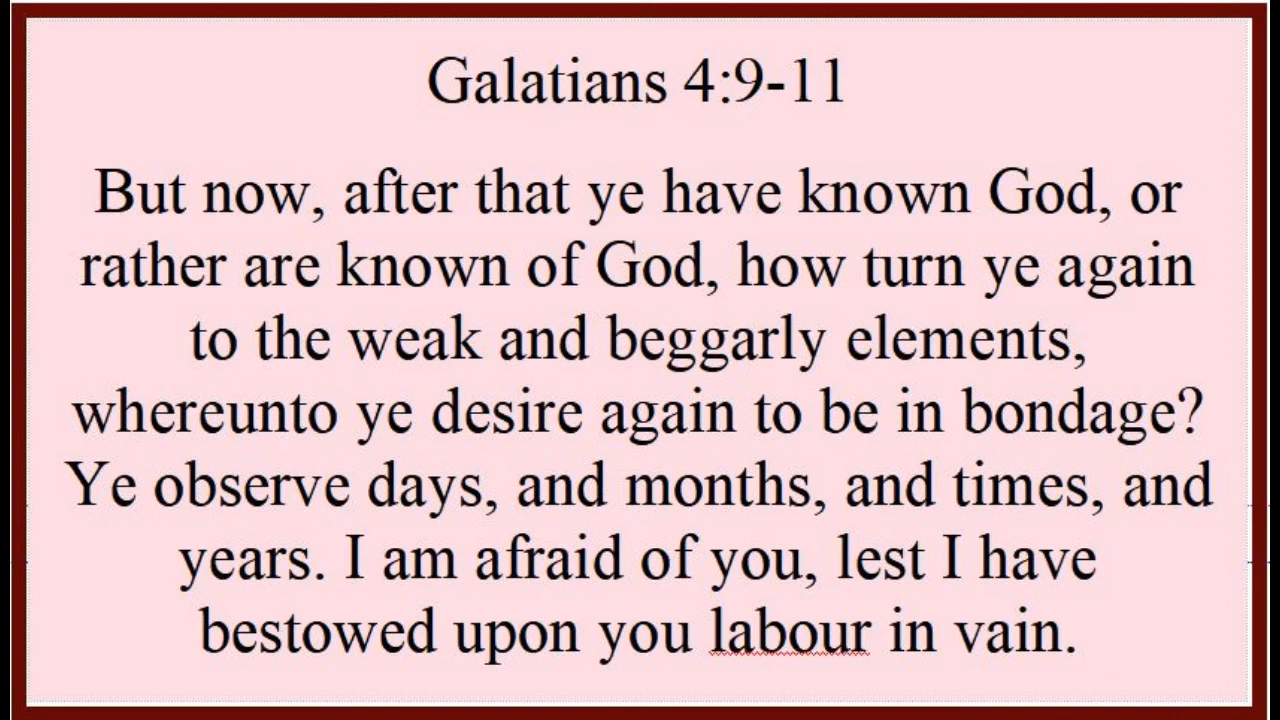 Galatians 4:9-11
But now, after that ye have known God, or
rather are known of God, how turn ye again
to the weak and beggarly elements,
whereunto ye desire again to be in bondage?
Ye observe days, and months, and times, and
years. I am afraid of you, lest I have
bestowed upon you labour in vain.